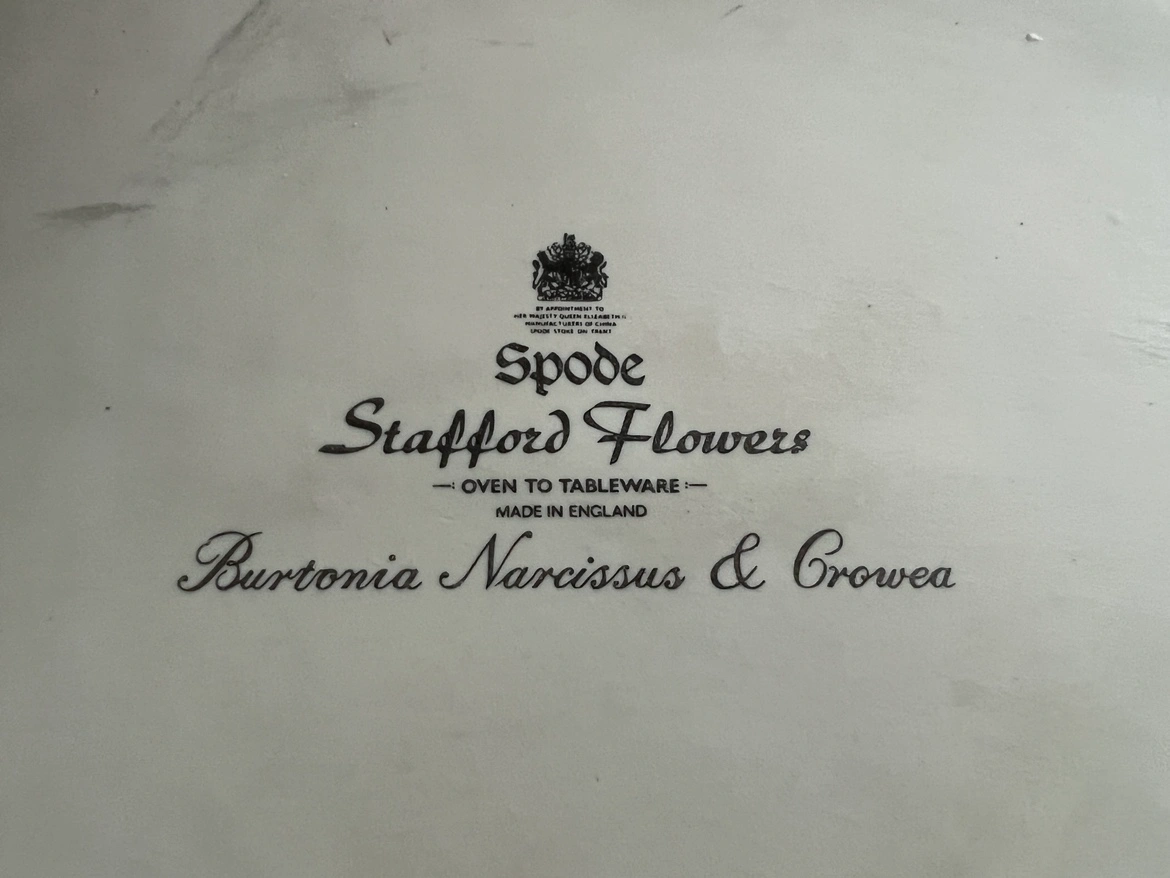 BY APPOINTMENT TO
HER MAJESTY QUEEN ELIZABETH II
MANUFACTURERS OF CHINA
SPODE STOKE ON TRENT
Spode
Stafford Flowers
OVEN TO TABLEWARE
MADE IN ENGLAND
Burtonia Narcissus & Crowea